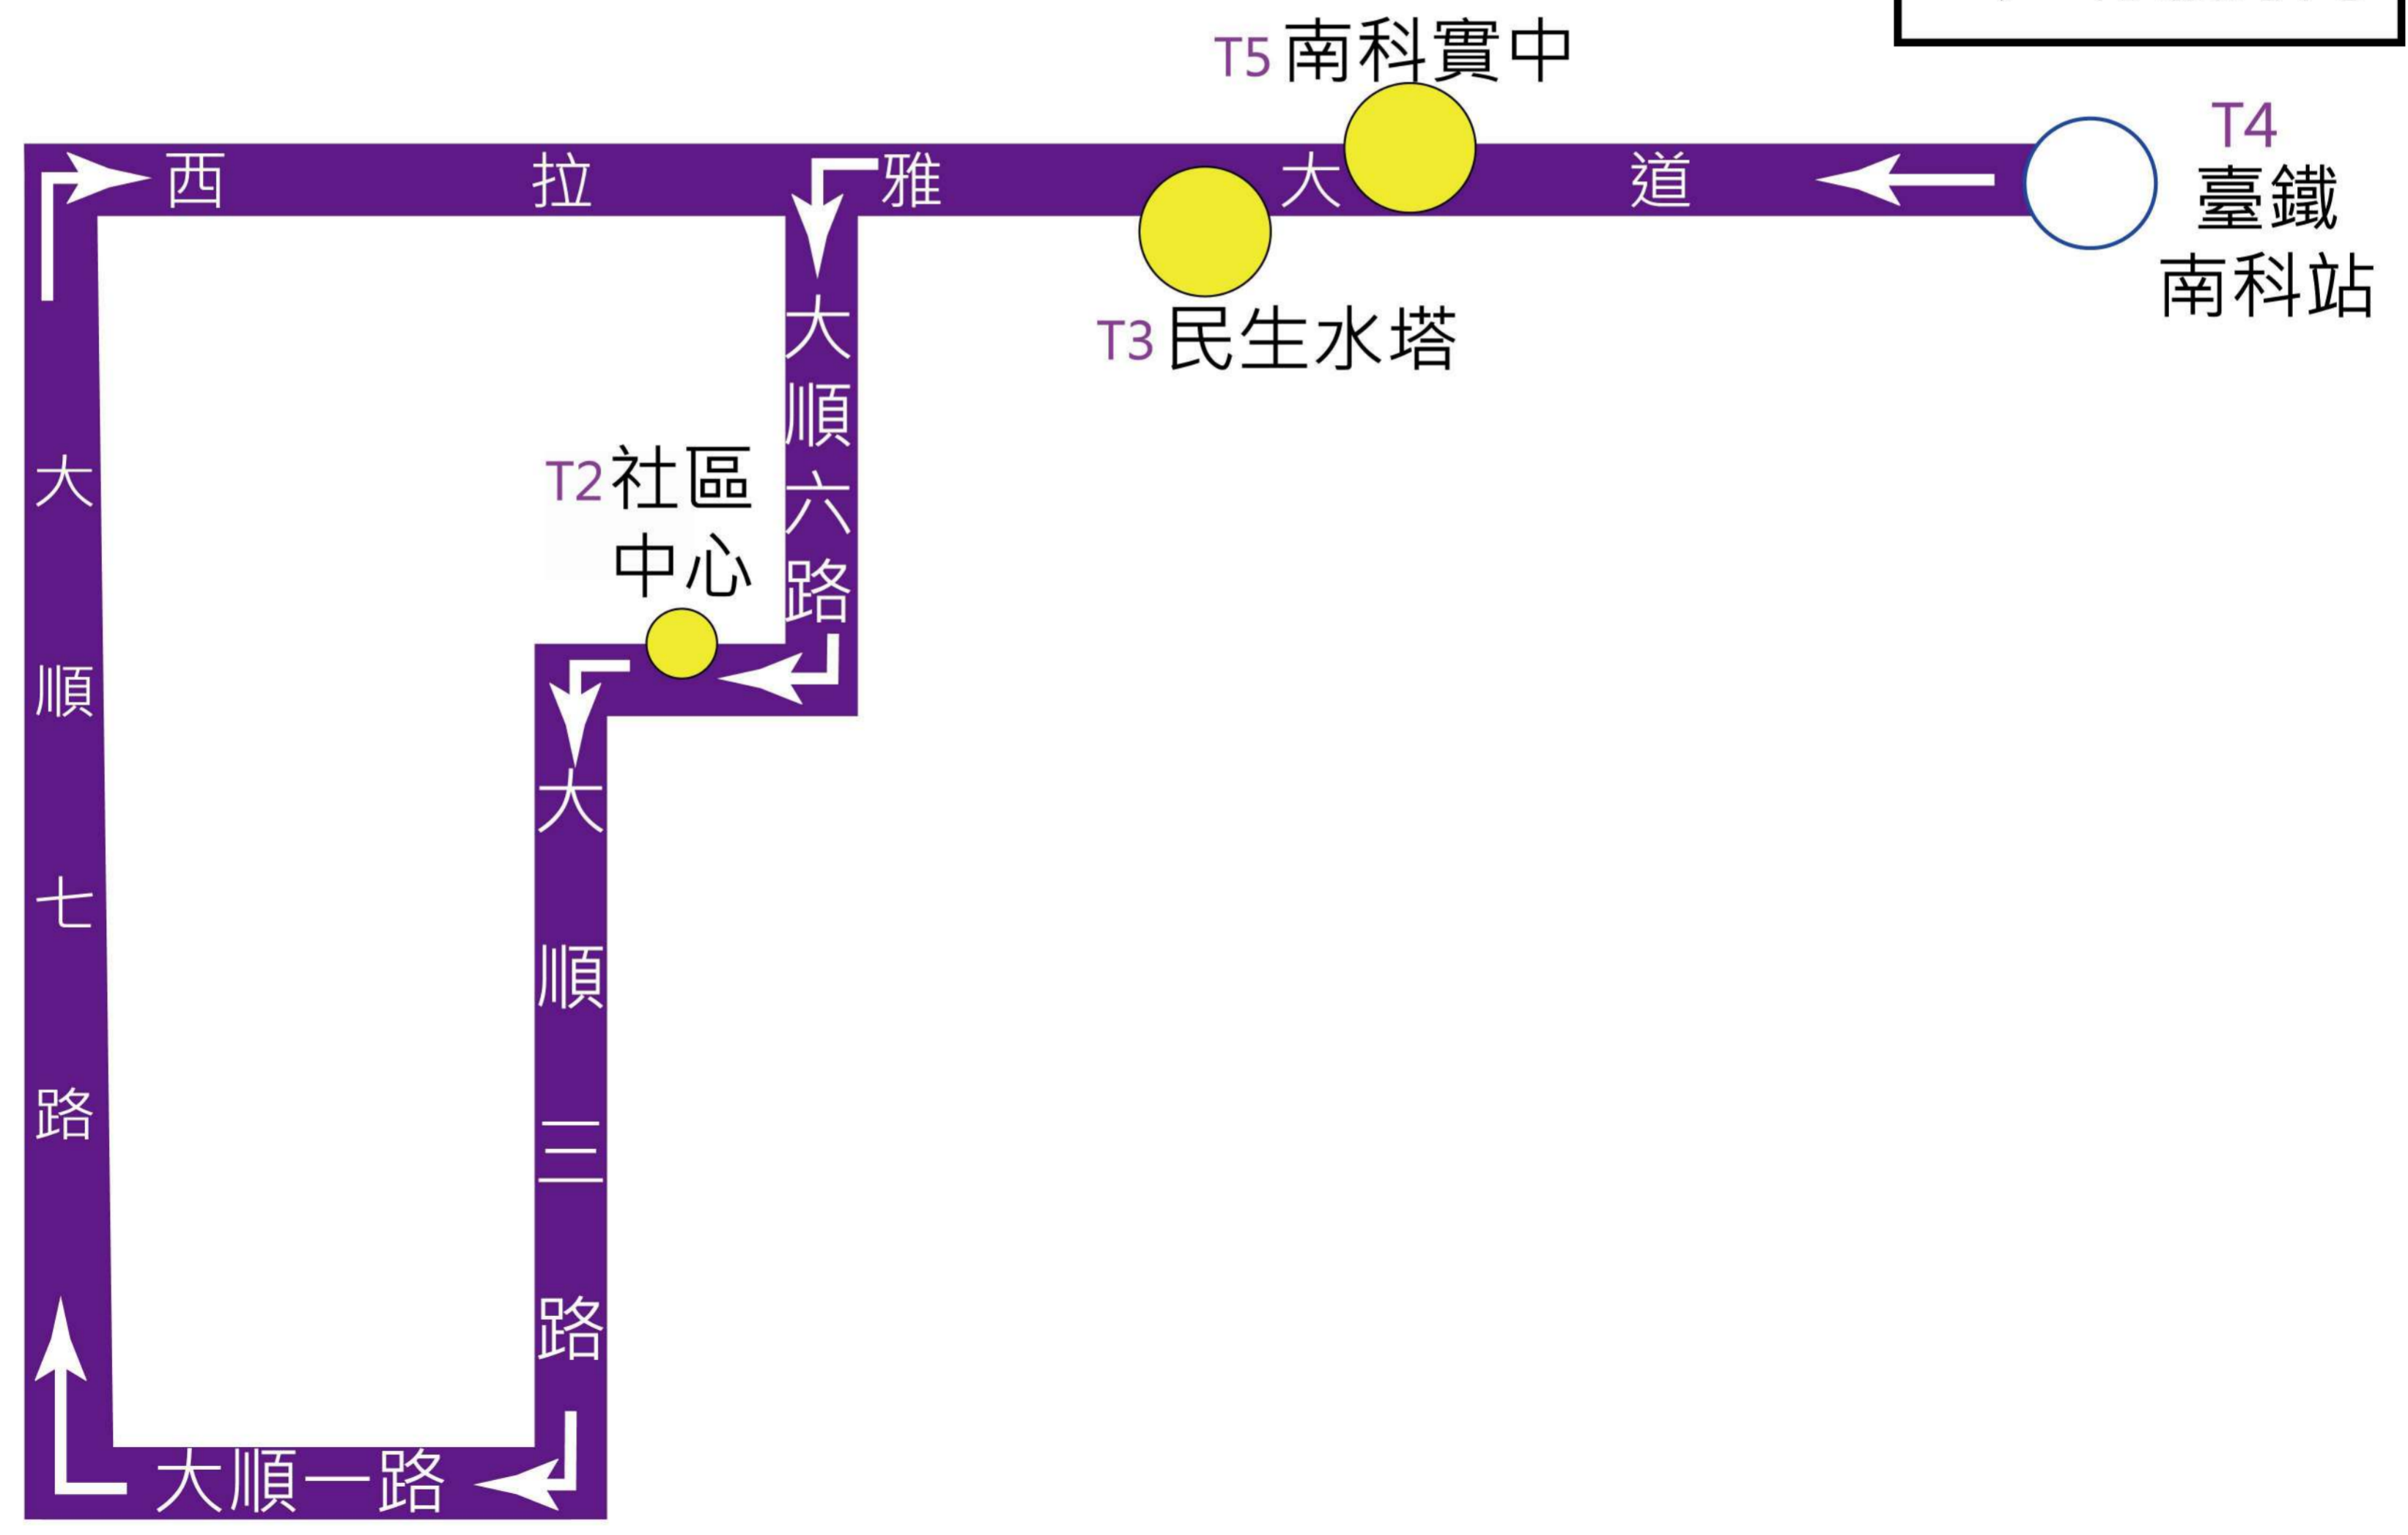 T5 南科實中
T4
臺鐵
南科站
西拉雅大道
T3 民生水塔
大順六路
T2 社區
中心
大順七路
大順三路
大順一路